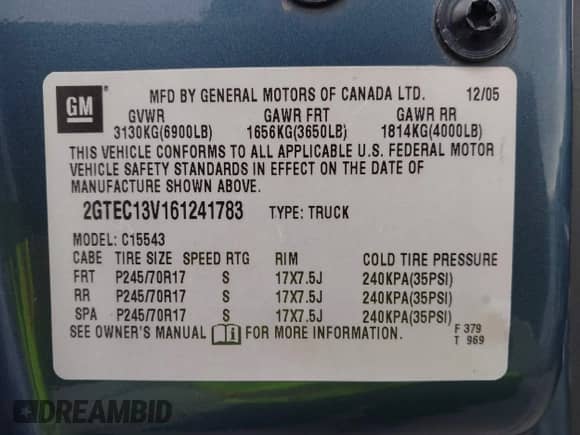 GM
MFD BY GENERAL MOTORS OF CANADA LTD. 12/05
GVWR GAWR FRT GAWR RR
3130KG(6900LB) 1656KG(3650LB) 1814KG(4000LB)
THIS VEHICLE CONFORMS TO ALL APPLICABLE U.S. FEDERAL MOTOR
VEHICLE SAFETY STANDARDS IN EFFECT ON THE DATE OF
MANUFACTURE SHOWN ABOVE.
2GTEC13V161241783 TYPE: TRUCK
MODEL: C15543
CABE TIRE SIZE SPEED RTG RIM COLD TIRE PRESSURE
FRT P245/70R17 S 17X7.5J 240KPA(35PSI)
RR P245/70R17 S 17X7.5J 240KPA(35PSI)
SPA P245/70R17 S 17X7.5J 240KPA(35PSI)
SEE OWNER'S MANUAL i FOR MORE INFORMATION.
F 379
T 969
DREAMBID